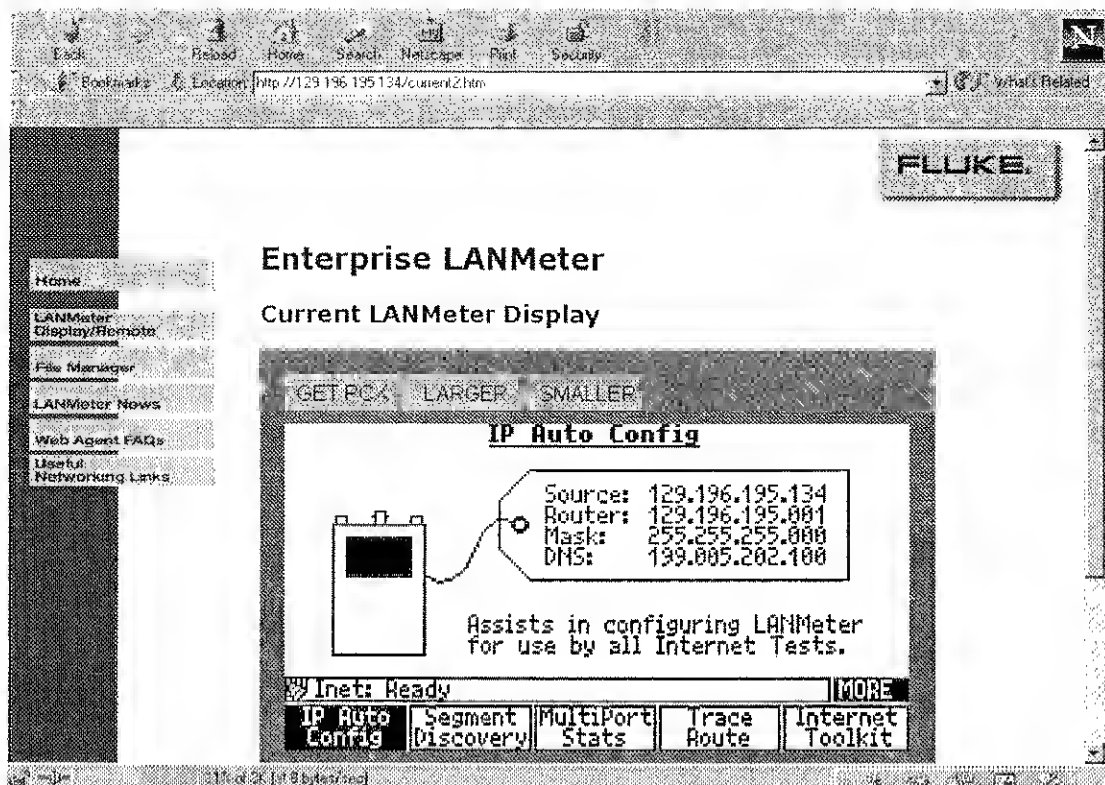 Back Reload Home Search Netscape Print Security
Bookmarks Location: http://129.196.195.134/current2.htm What's Related
FLUKE.
Enterprise LANMeter
Current LANMeter Display
Home
LANMeter
Display/Remote
File Manager
LANMeter News
Web Agent FAQs
Useful
Networking Links
GET PCX LARGER SMALLER
IP Auto Config
Source: 129.196.195.134
Router: 129.196.195.001
Mask: 255.255.255.000
DNS: 199.005.202.100
Assists in configuring LANMeter
for use by all Internet Tests.
Inet: Ready MORE
IP Auto Config
Segment Discovery
MultiPort Stats
Trace Route
Internet Toolkit